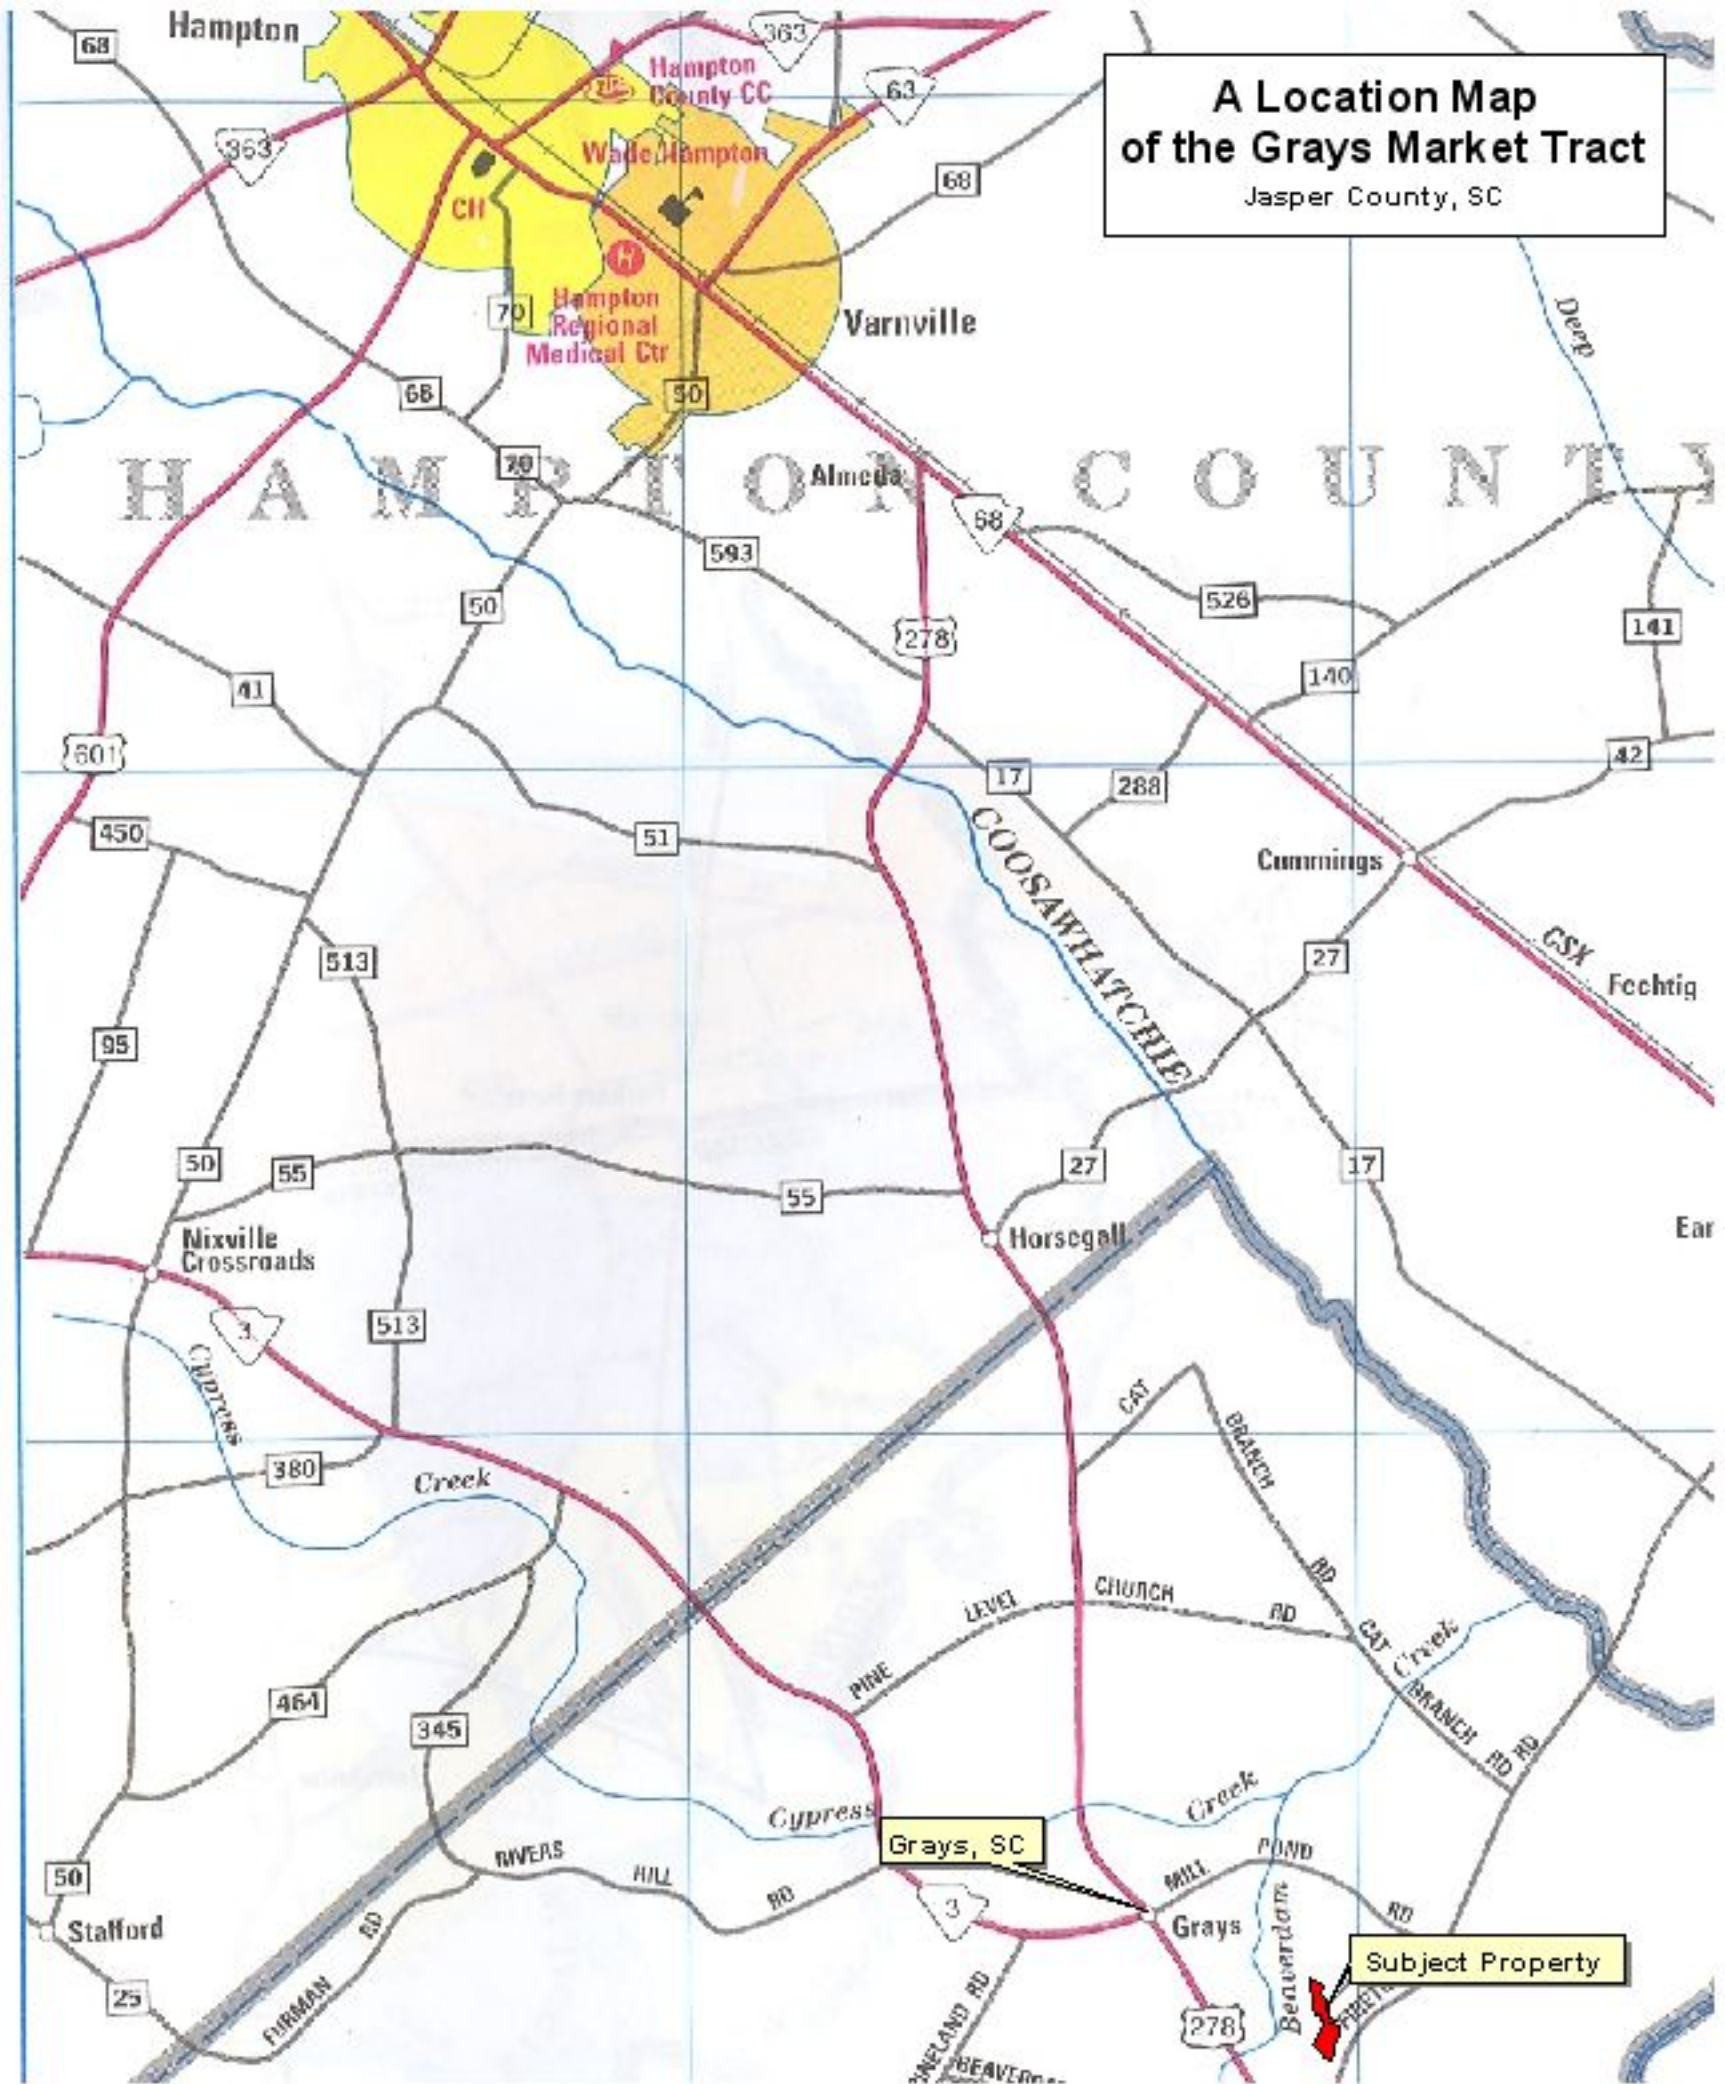 Hampton
68
363
Hampton
County CC
63
A Location Map
of the Grays Market Tract
Jasper County, SC
363
Wade Hampton
68
CH
H
70
Hampton
Regional
Medical Ctr
Varnville
Deep
68
50
70
Almeda
HAMPTON COUNTY
68
593
50
526
278
141
41
140
601
17
288
42
450
51
COOSAWHATCHIE
Cummings
513
27
CSX
Fechtig
95
50
55
55
27
17
Horsegall
Ear
Nixville
Crossroads
3
513
Cypress
CAT
BRANCH
RD
380
Creek
LEVEL
CHURCH
RD
CAT
Creek
PINE
BRANCH
RD
RD
464
345
Cypress
Creek
Grays, SC
POND
MILL
RD
50
RIVERS
HILL
RD
3
Stafford
RD
Grays
Beaverdam
Subject Property
25
FURMAN
278
RD